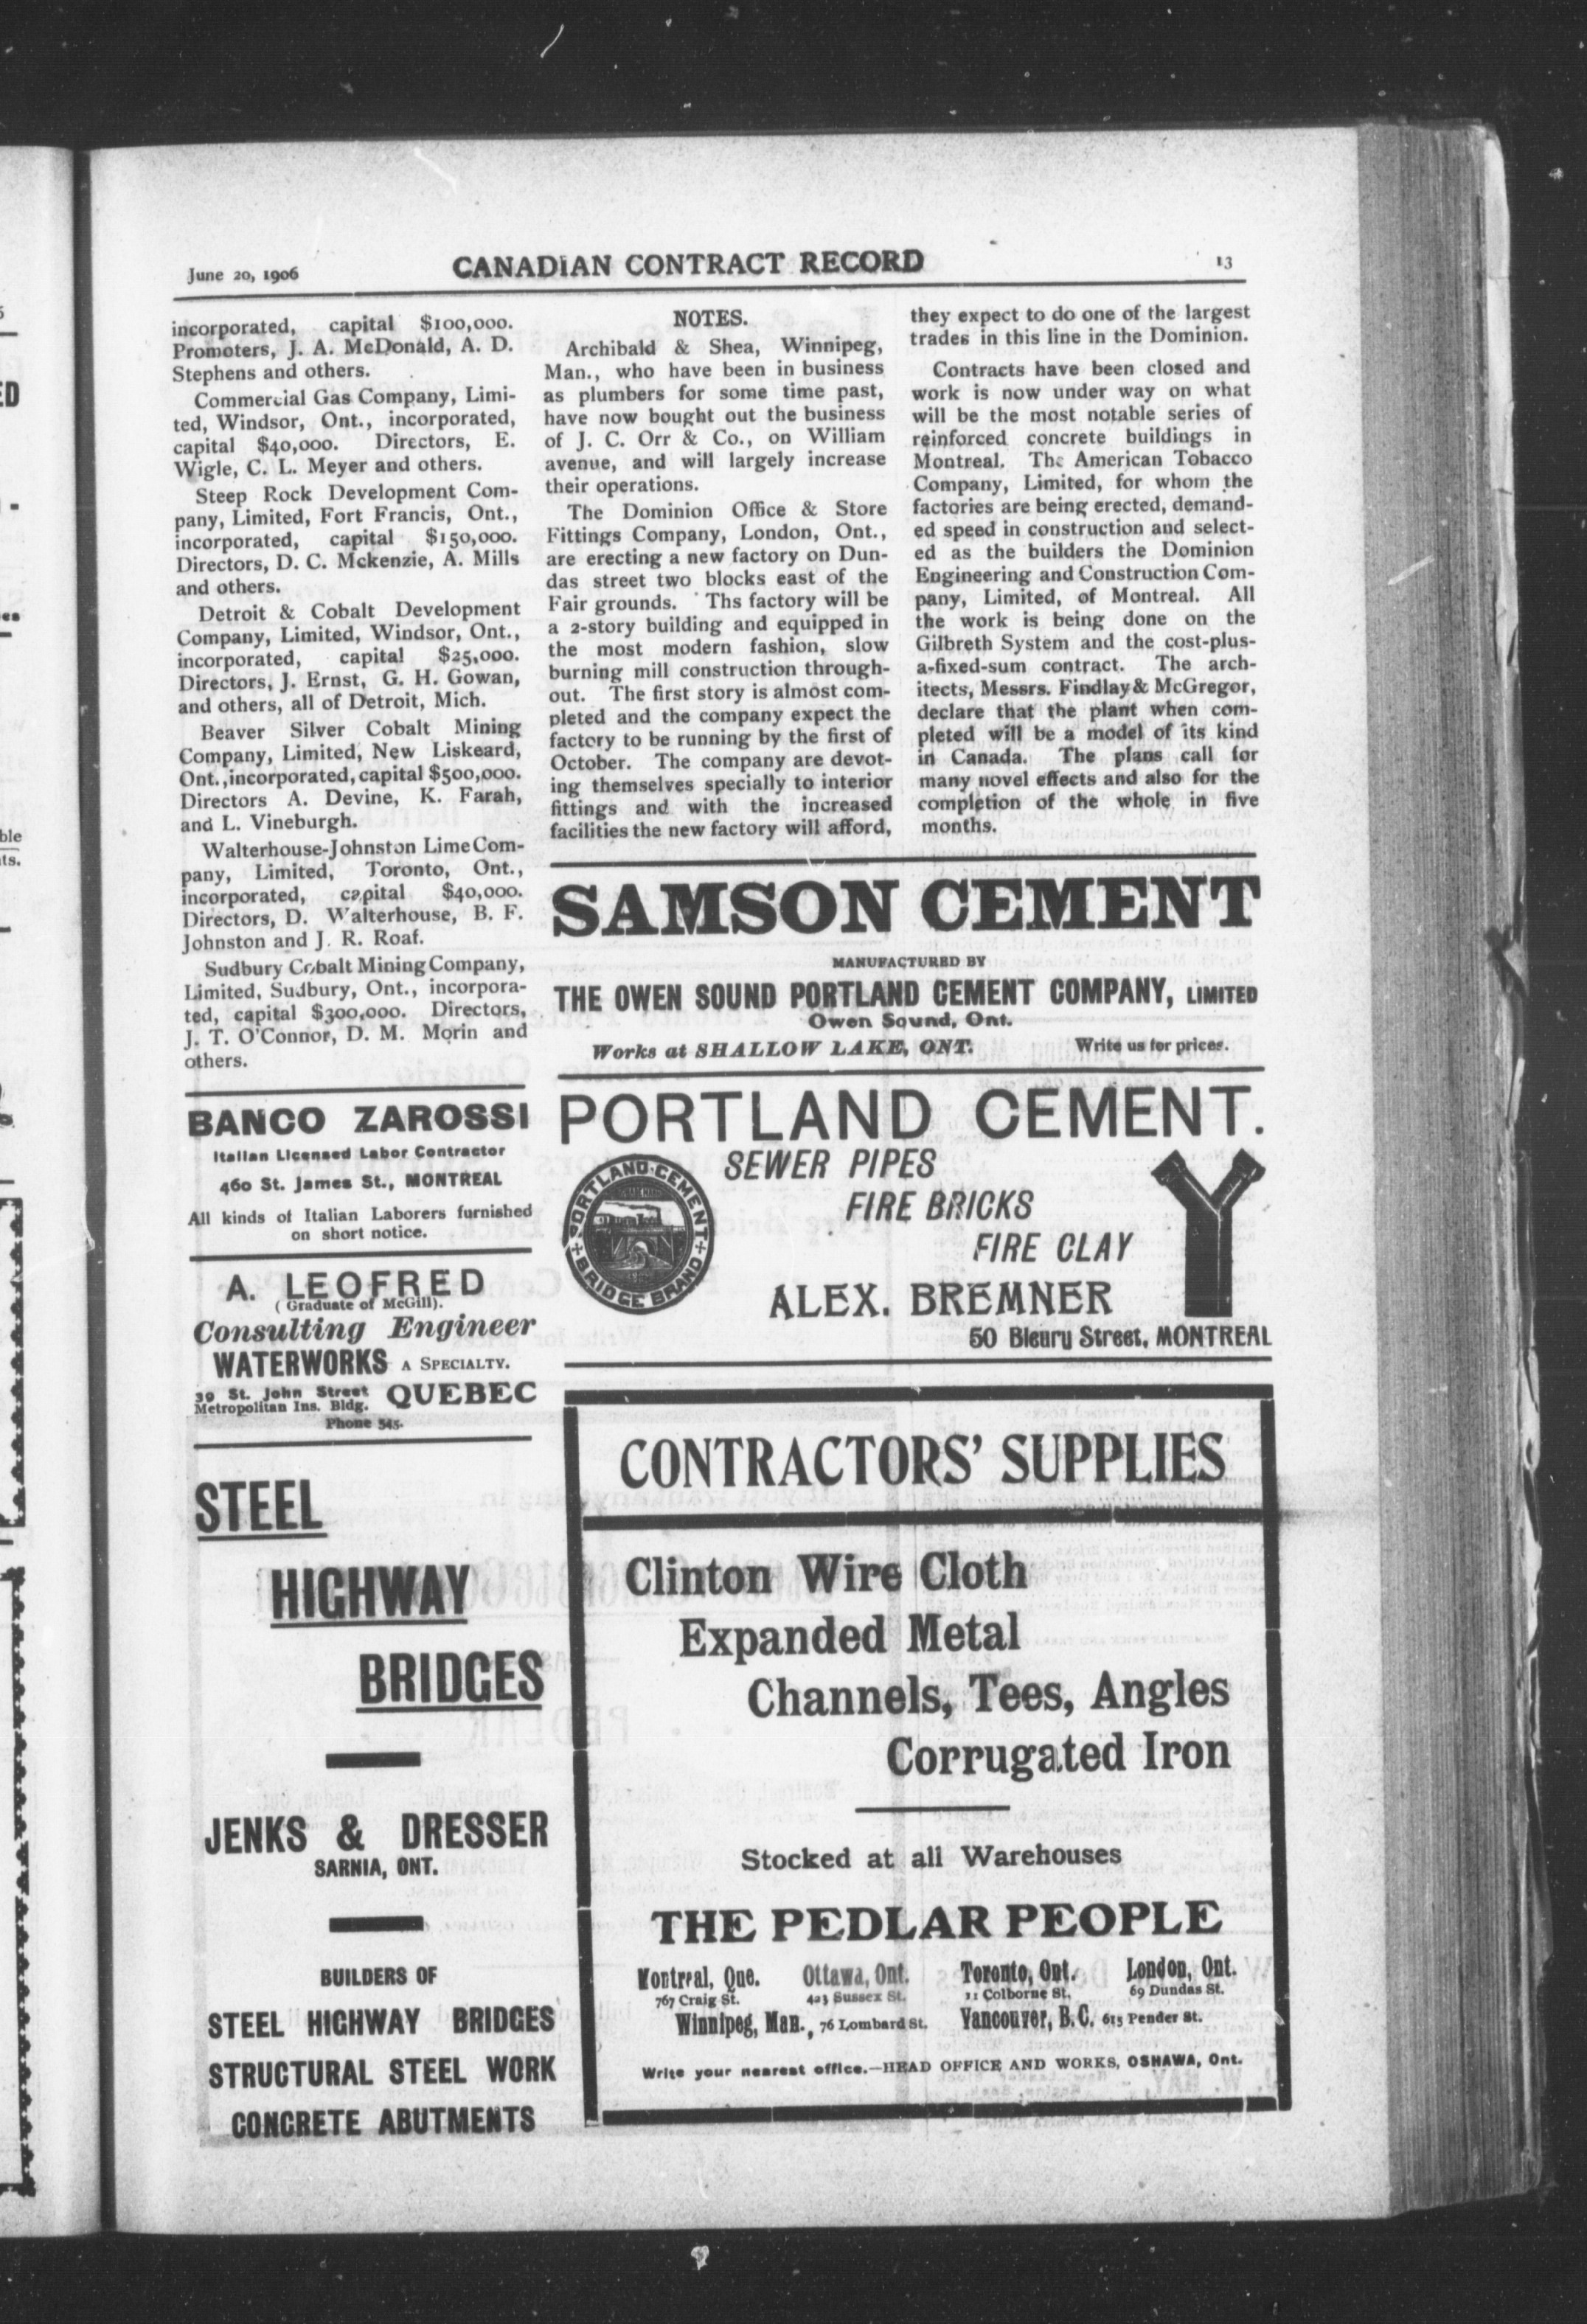 June 20, 1906
CANADIAN CONTRACT RECORD
13
incorporated, capital $100,000.
Promoters, J. A. McDonald, A. D.
Stephens and others.
Commercial Gas Company, Limi-
ted, Windsor, Ont., incorporated,
capital $40,000. Directors, E.
Wigle, C. L. Meyer and others.
Steep Rock Development Com-
pany, Limited, Fort Francis, Ont.,
incorporated, capital $150,000.
Directors, D. C. Mckenzie, A. Mills
and others.
Detroit & Cobalt Development
Company, Limited, Windsor, Ont.,
incorporated, capital $25,000.
Directors, J. Ernst, G. H. Gowan,
and others, all of Detroit, Mich.
Beaver Silver Cobalt Mining
Company, Limited, New Liskeard,
Ont., incorporated, capital $500,000.
Directors A. Devine, K. Farah,
and L. Vineburgh.
Walterhouse-Johnston Lime Com-
pany, Limited, Toronto, Ont.,
incorporated, capital $40,000.
Directors, D. Walterhouse, B. F.
Johnston and J. R. Roaf.
Sudbury Cobalt Mining Company,
Limited, Sudbury, Ont., incorpora-
ted, capital $300,000. Directors,
J. T. O'Connor, D. M. Morin and
others.
NOTES.
Archibald & Shea, Winnipeg,
Man., who have been in business
as plumbers for some time past,
have now bought out the business
of J. C. Orr & Co., on William
avenue, and will largely increase
their operations.
The Dominion Office & Store
Fittings Company, London, Ont.,
are erecting a new factory on Dun-
das street two blocks east of the
Fair grounds. Ths factory will be
a 2-story building and equipped in
the most modern fashion, slow
burning mill construction through-
out. The first story is almost com-
pleted and the company expect the
factory to be running by the first of
October. The company are devot-
ing themselves specially to interior
fittings and with the increased
facilities the new factory will afford,
they expect to do one of the largest
trades in this line in the Dominion.
Contracts have been closed and
work is now under way on what
will be the most notable series of
reinforced concrete buildings in
Montreal. The American Tobacco
Company, Limited, for whom the
factories are being erected, demand-
ed speed in construction and select-
ed as the builders the Dominion
Engineering and Construction Com-
pany, Limited, of Montreal. All
the work is being done on the
Gilbreth System and the cost-plus-
a-fixed-sum contract. The arch-
itects, Messrs. Findlay & McGregor,
declare that the plant when com-
pleted will be a model of its kind
in Canada. The plans call for
many novel effects and also for the
completion of the whole in five
months.
BANCO ZAROSSI
Italian Licensed Labor Contractor
460 St. James St., MONTREAL
All kinds of Italian Laborers furnished
on short notice.
A. LEOFRED
(Graduate of McGill).
Consulting Engineer
WATERWORKS A SPECIALTY.
39 St. John Street
Metropolitan Ins. Bldg.
QUEBEC
Phone 545.
STEEL
HIGHWAY
BRIDGES
JENKS & DRESSER
SARNIA, ONT.
BUILDERS OF
STEEL HIGHWAY BRIDGES
STRUCTURAL STEEL WORK
CONCRETE ABUTMENTS
SAMSON CEMENT
MANUFACTURED BY
THE OWEN SOUND PORTLAND CEMENT COMPANY, LIMITED
Owen Sound, Ont.
Works at SHALLOW LAKE, ONT. Write us for prices.
PORTLAND CEMENT.
PORTLAND·CEMENT
BRIDGE BRAND
SEWER PIPES
FIRE BRICKS
FIRE CLAY
ALEX. BREMNER
50 Bleury Street, MONTREAL
CONTRACTORS' SUPPLIES
Clinton Wire Cloth
Expanded Metal
Channels, Tees, Angles
Corrugated Iron
Stocked at all Warehouses
THE PEDLAR PEOPLE
Montreal, Que. Ottawa, Ont. Toronto, Ont. London, Ont.
767 Craig St. 423 Sussex St. 11 Colborne St. 69 Dundas St.
Winnipeg, Man., 76 Lombard St. Vancouver, B.C. 615 Pender St.
Write your nearest office.—HEAD OFFICE AND WORKS, OSHAWA, Ont.